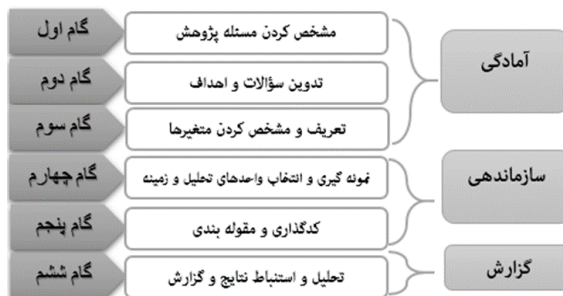 گام اول
مشخص کردن مسئله پژوهش
گام دوم
تدوین سؤالات و اهداف
گام سوم
تعریف و مشخص کردن متغیرها
آمادگی
گام چهارم
نمونه گیری و انتخاب واحدهای تحلیل و زمینه
گام پنجم
کدگذاری و مقوله بندی
سازماندهی
گام ششم
تحلیل و استنباط نتایج و گزارش
گزارش